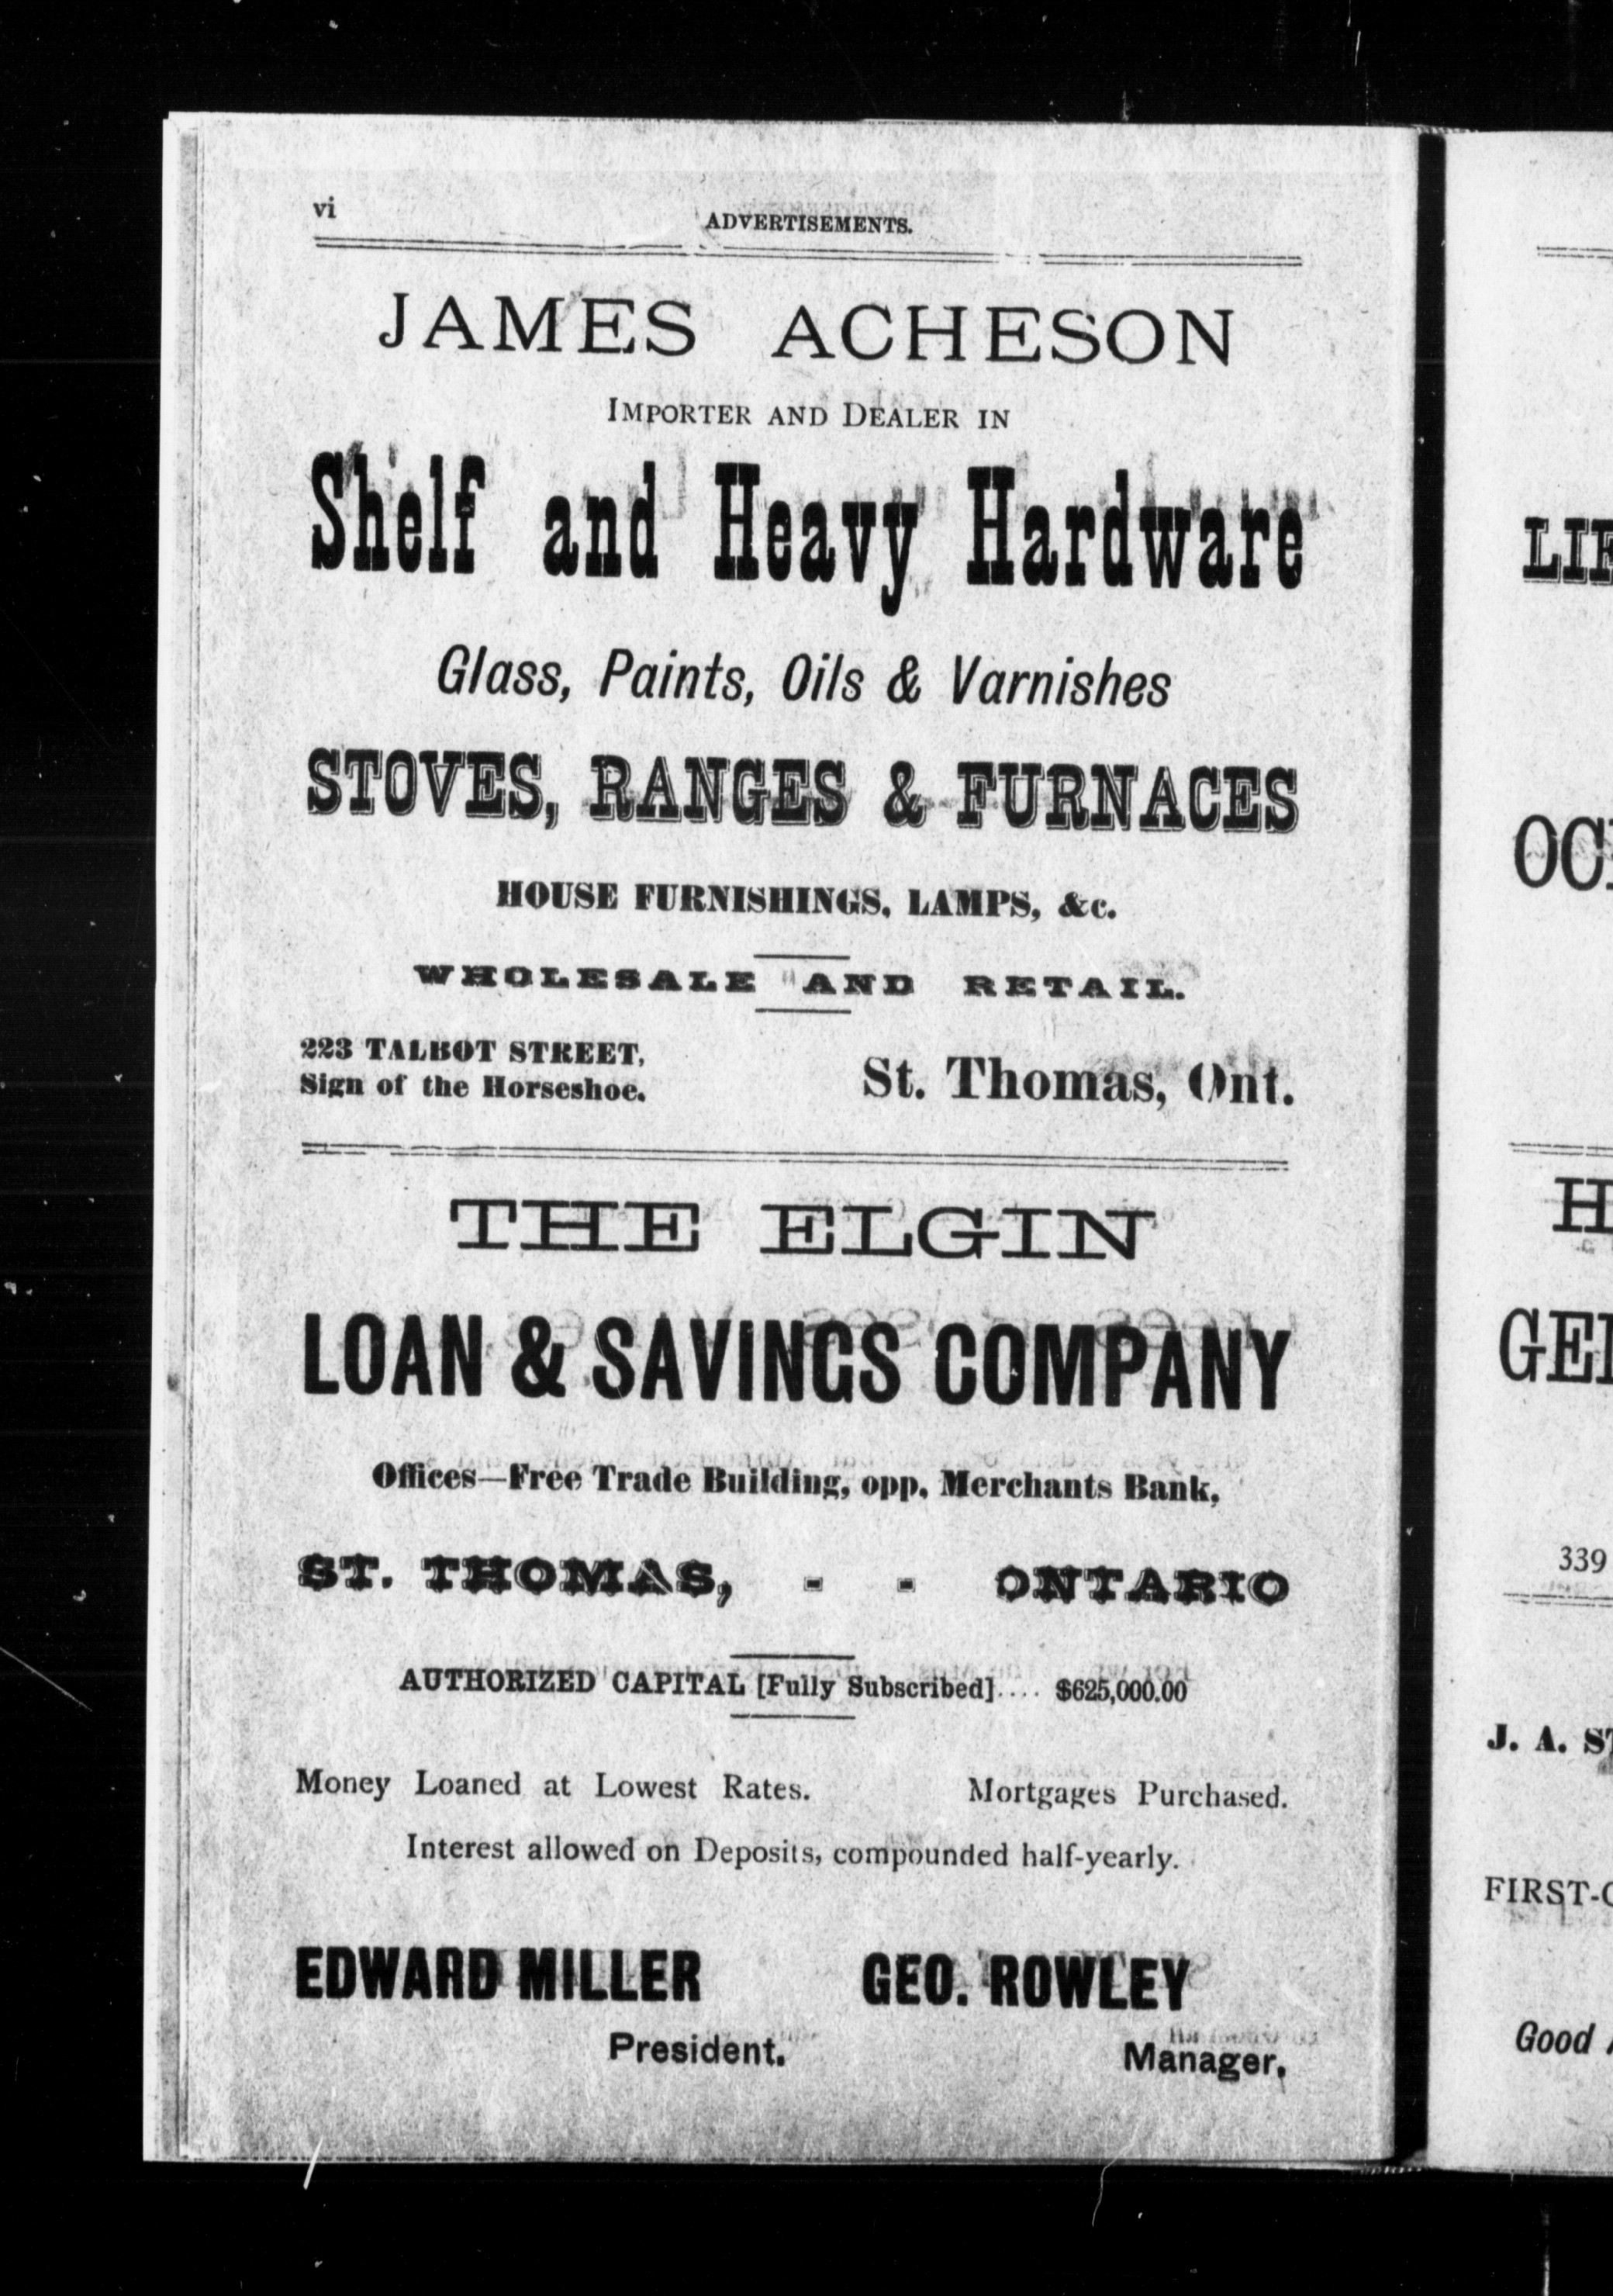 vi
ADVERTISEMENTS.
JAMES ACHESON
IMPORTER AND DEALER IN
Shelf and Heavy Hardware
Glass, Paints, Oils & Varnishes
STOVES, RANGES & FURNACES
HOUSE FURNISHINGS, LAMPS, &c.
WHOLESALE AND RETAIL.
223 TALBOT STREET,
Sign of the Horseshoe.
St. Thomas, Ont.
THE ELGIN
LOAN & SAVINGS COMPANY
Offices—Free Trade Building, opp. Merchants Bank,
ST. THOMAS, - - ONTARIO
AUTHORIZED CAPITAL [Fully Subscribed].... $625,000.00
Money Loaned at Lowest Rates. Mortgages Purchased.
Interest allowed on Deposits, compounded half-yearly.
EDWARD MILLER
President.
GEO. ROWLEY
Manager.
339
J. A.
Good